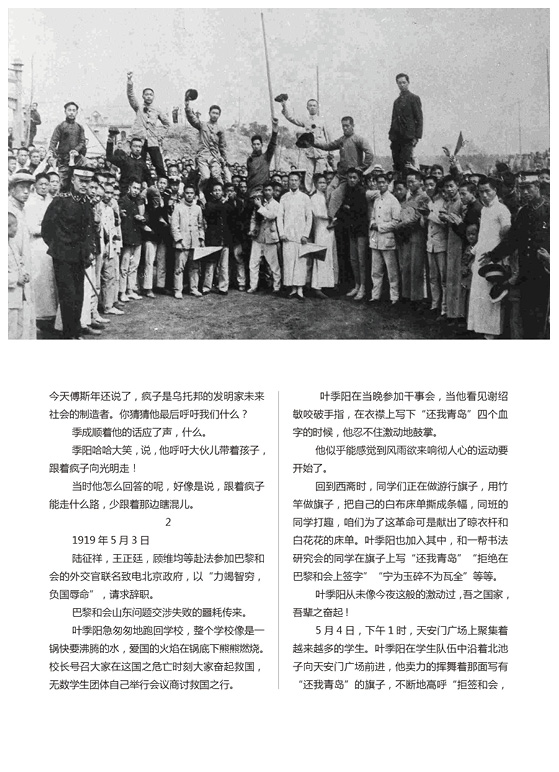 今天傅斯年还说了，疯子是乌托邦的发明家未来
社会的制造者。你猜猜他最后呼吁我们什么？
季成顺着他的话应了声，什么。
季阳哈哈大笑，说，他呼吁大伙儿带着孩子，
跟着疯子向光明走！
当时他怎么回答的呢，好像是说，跟着疯子
能走什么路，少跟着那边瞎混儿。
2
1919 年 5 月 3 日
陆征祥，王正廷，顾维均等赴法参加巴黎和
会的外交官联名致电北京政府，以“力竭智穷，
负国辱命”，请求辞职。
巴黎和会山东问题交涉失败的噩耗传来。
叶季阳急匆匆地跑回学校，整个学校像是一
锅快要沸腾的水，爱国的火焰在锅底下熊熊燃烧。
校长号召大家在这国之危亡时刻大家奋起救国，
无数学生团体自己举行会议商讨救国之行。
叶季阳在当晚参加干事会，当他看见谢绍
敏咬破手指，在衣襟上写下“还我青岛”四个血
字的时候，他忍不住激动地鼓掌。
他似乎能感觉到风雨欲来响彻人心的运动要
开始了。
回到西斋时，同学们正在做游行旗子，用竹
竿做旗子，把自己的白布床单撕成条幅，同班的
同学打趣，咱们为了这革命可是献出了晾衣杆和
白花花的床单。叶季阳也加入其中，和一帮书法
研究会的同学在旗子上写“还我青岛”“拒绝在
巴黎和会上签字”“宁为玉碎不为瓦全”等等。
叶季阳从未像今夜这般的激动过，吾之国家，
吾辈之奋起！
5 月 4 日，下午 1 时，天安门广场上聚集着
越来越多的学生。叶季阳在学生队伍中沿着北池
子向天安门广场前进，他卖力的挥舞着那面写有
“还我青岛”的旗子，不断地高呼“拒签和会，